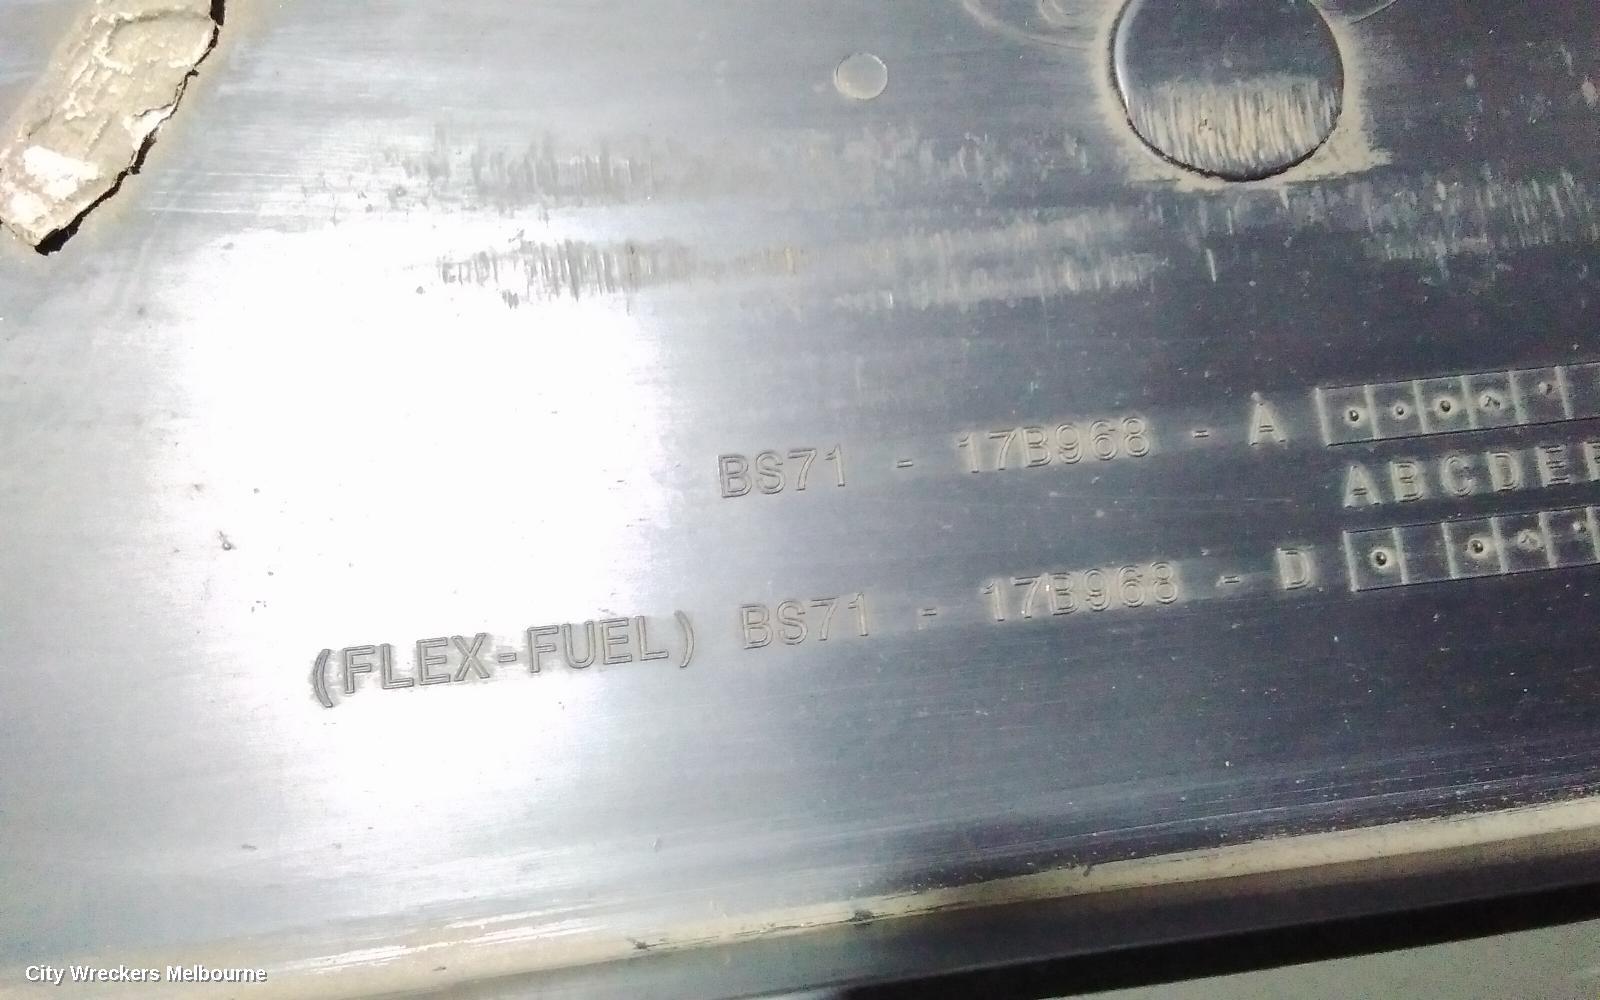 BS71 - 17B968 - A
ABCDE
(FLEX-FUEL) BS71 - 17B968 - D
City Wreckers Melbourne